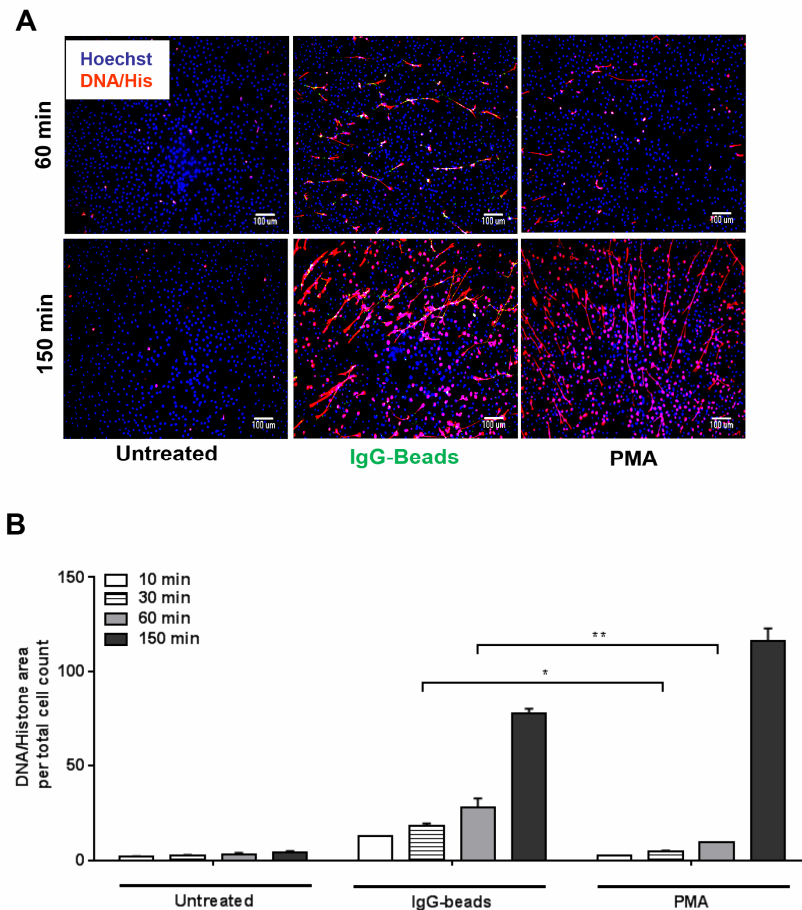 A
Hoechst
DNA/His
60 min
100 um
100 um
100 um
150 min
100 um
100 um
100 um
Untreated
IgG-Beads
PMA
B
10 min
30 min
60 min
150 min
DNA/Histone area
per total cell count
150
100
50
0
**
*
Untreated
IgG-beads
PMA